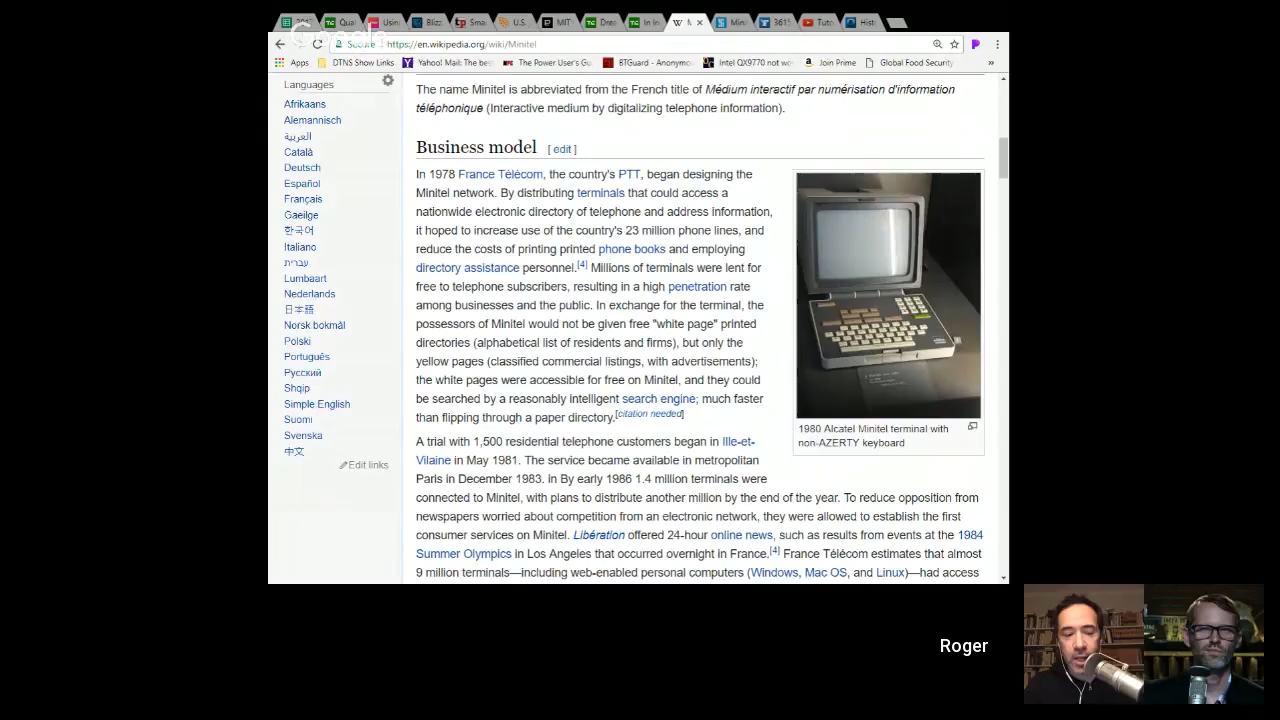 Qual
Usin
Blizz
Sma
U.S.
MIT
Drea
In In
Mini
3615
Tuto
Hist
Google
Secure
https://en.wikipedia.org/wiki/Minitel
Apps DTNS Show Links Yahoo! Mail: The bes The Power User's Gu BTGuard - Anonymo Intel QX9770 not wo Join Prime Global Food Security »
Languages
Afrikaans
Alemannisch
العربية
Català
Deutsch
Español
Français
Gaeilge
한국어
Italiano
עברית
Lumbaart
Nederlands
日本語
Norsk bokmål
Polski
Português
Русский
Shqip
Simple English
Suomi
Svenska
中文
Edit links
The name Minitel is abbreviated from the French title of Médium interactif par numérisation d'information
téléphonique (Interactive medium by digitalizing telephone information).
Business model [ edit ]
In 1978 France Télécom, the country's PTT, began designing the
Minitel network. By distributing terminals that could access a
nationwide electronic directory of telephone and address information,
it hoped to increase use of the country's 23 million phone lines, and
reduce the costs of printing printed phone books and employing
directory assistance personnel.[4] Millions of terminals were lent for
free to telephone subscribers, resulting in a high penetration rate
among businesses and the public. In exchange for the terminal, the
possessors of Minitel would not be given free "white page" printed
directories (alphabetical list of residents and firms), but only the
yellow pages (classified commercial listings, with advertisements);
the white pages were accessible for free on Minitel, and they could
be searched by a reasonably intelligent search engine; much faster
than flipping through a paper directory.[citation needed]
1980 Alcatel Minitel terminal with
non-AZERTY keyboard
A trial with 1,500 residential telephone customers began in Ille-et-
Vilaine in May 1981. The service became available in metropolitan
Paris in December 1983. in By early 1986 1.4 million terminals were
connected to Minitel, with plans to distribute another million by the end of the year. To reduce opposition from
newspapers worried about competition from an electronic network, they were allowed to establish the first
consumer services on Minitel. Libération offered 24-hour online news, such as results from events at the 1984
Summer Olympics in Los Angeles that occurred overnight in France.[4] France Télécom estimates that almost
9 million terminals—including web-enabled personal computers (Windows, Mac OS, and Linux)—had access
Roger